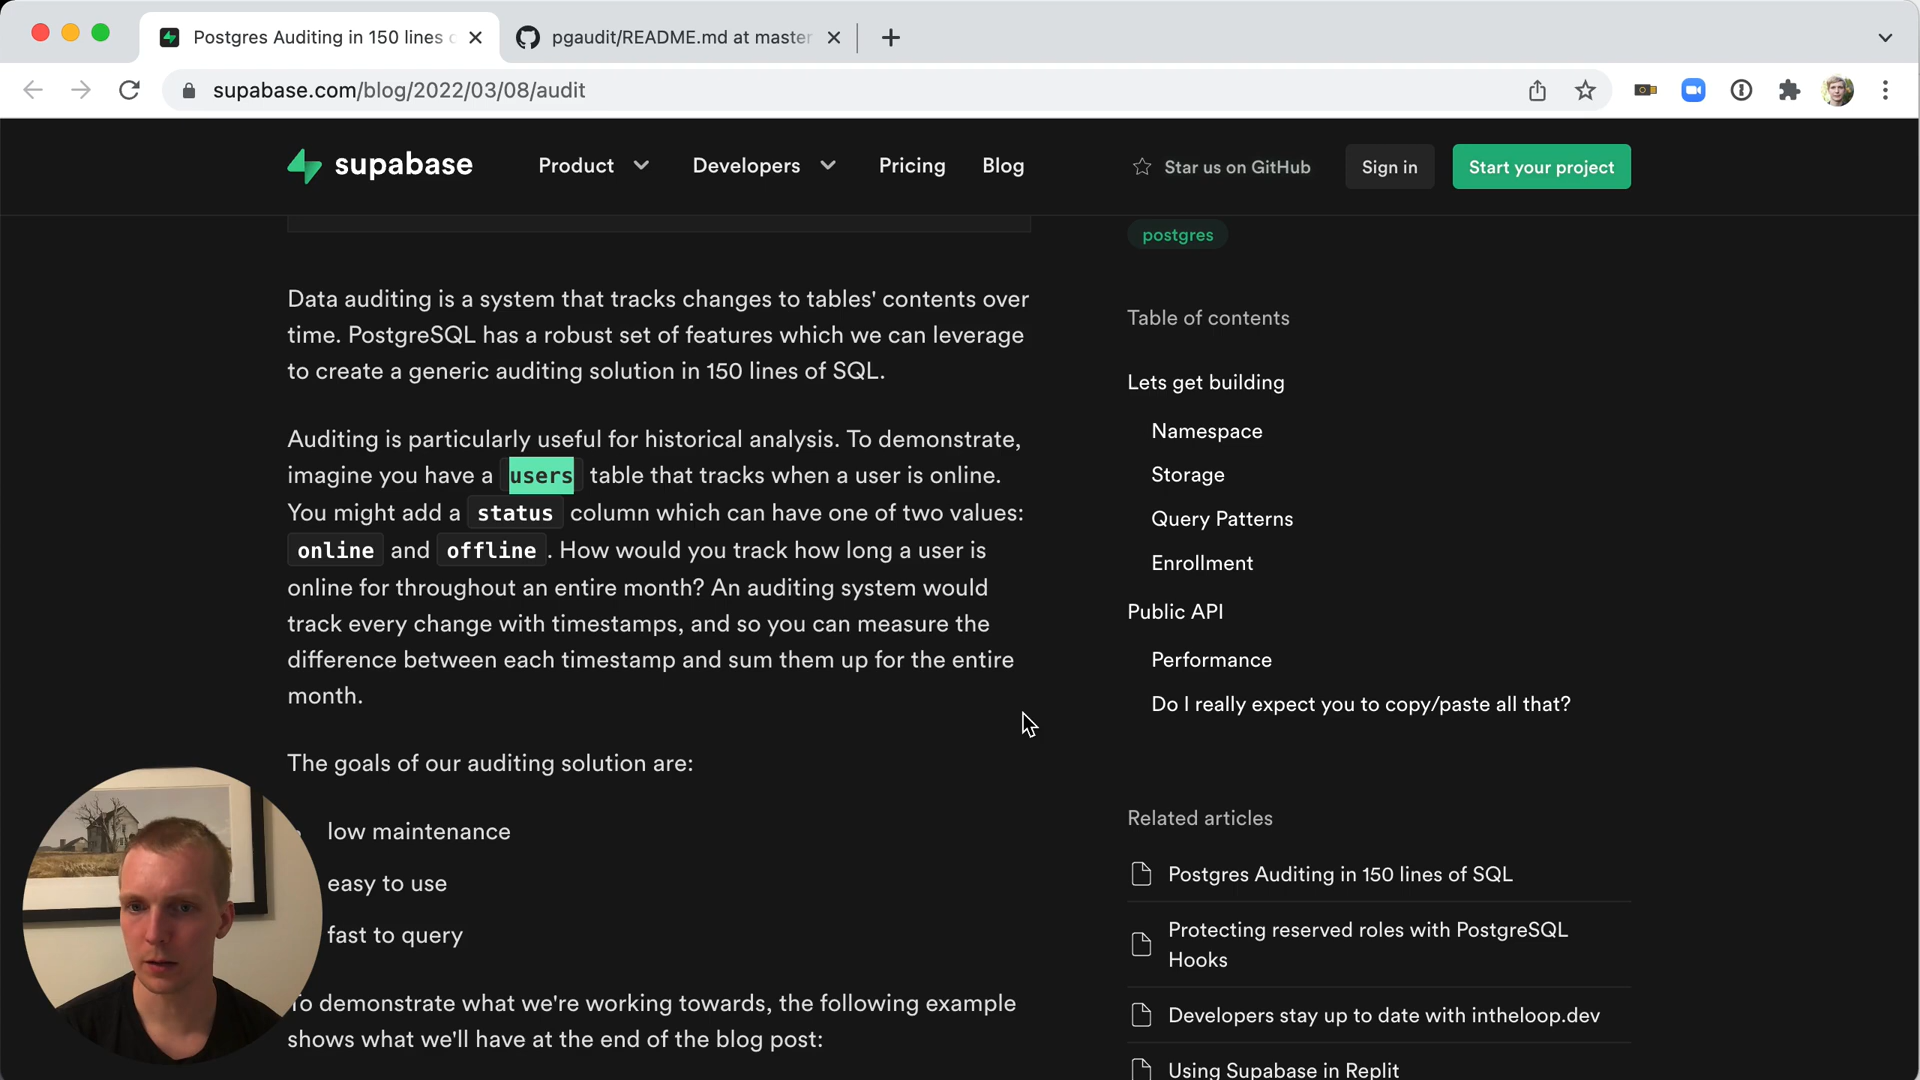 Postgres Auditing in 150 lines
pgaudit/README.md at master
supabase.com/blog/2022/03/08/audit
supabase
Product
Developers
Pricing
Blog
Star us on GitHub
Sign in
Start your project
postgres
Data auditing is a system that tracks changes to tables' contents over
time. PostgreSQL has a robust set of features which we can leverage
to create a generic auditing solution in 150 lines of SQL.
Auditing is particularly useful for historical analysis. To demonstrate,
imagine you have a users table that tracks when a user is online.
You might add a status column which can have one of two values:
online and offline. How would you track how long a user is
online for throughout an entire month? An auditing system would
track every change with timestamps, and so you can measure the
difference between each timestamp and sum them up for the entire
month.
The goals of our auditing solution are:
low maintenance
easy to use
fast to query
To demonstrate what we're working towards, the following example
shows what we'll have at the end of the blog post:
Table of contents
Lets get building
Namespace
Storage
Query Patterns
Enrollment
Public API
Performance
Do I really expect you to copy/paste all that?
Related articles
Postgres Auditing in 150 lines of SQL
Protecting reserved roles with PostgreSQL
Hooks
Developers stay up to date with intheloop.dev
Using Supabase in Replit